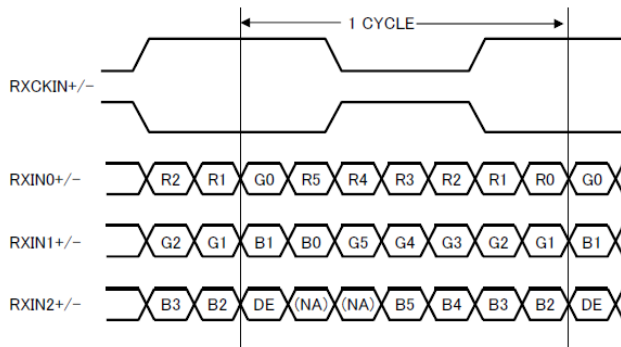 1 CYCLE
RXCKIN+/-
RXIN0+/- R2 R1 G0 R5 R4 R3 R2 R1 R0 G0
RXIN1+/- G2 G1 B1 B0 G5 G4 G3 G2 G1 B1
RXIN2+/- B3 B2 DE (NA) (NA) B5 B4 B3 B2 DE